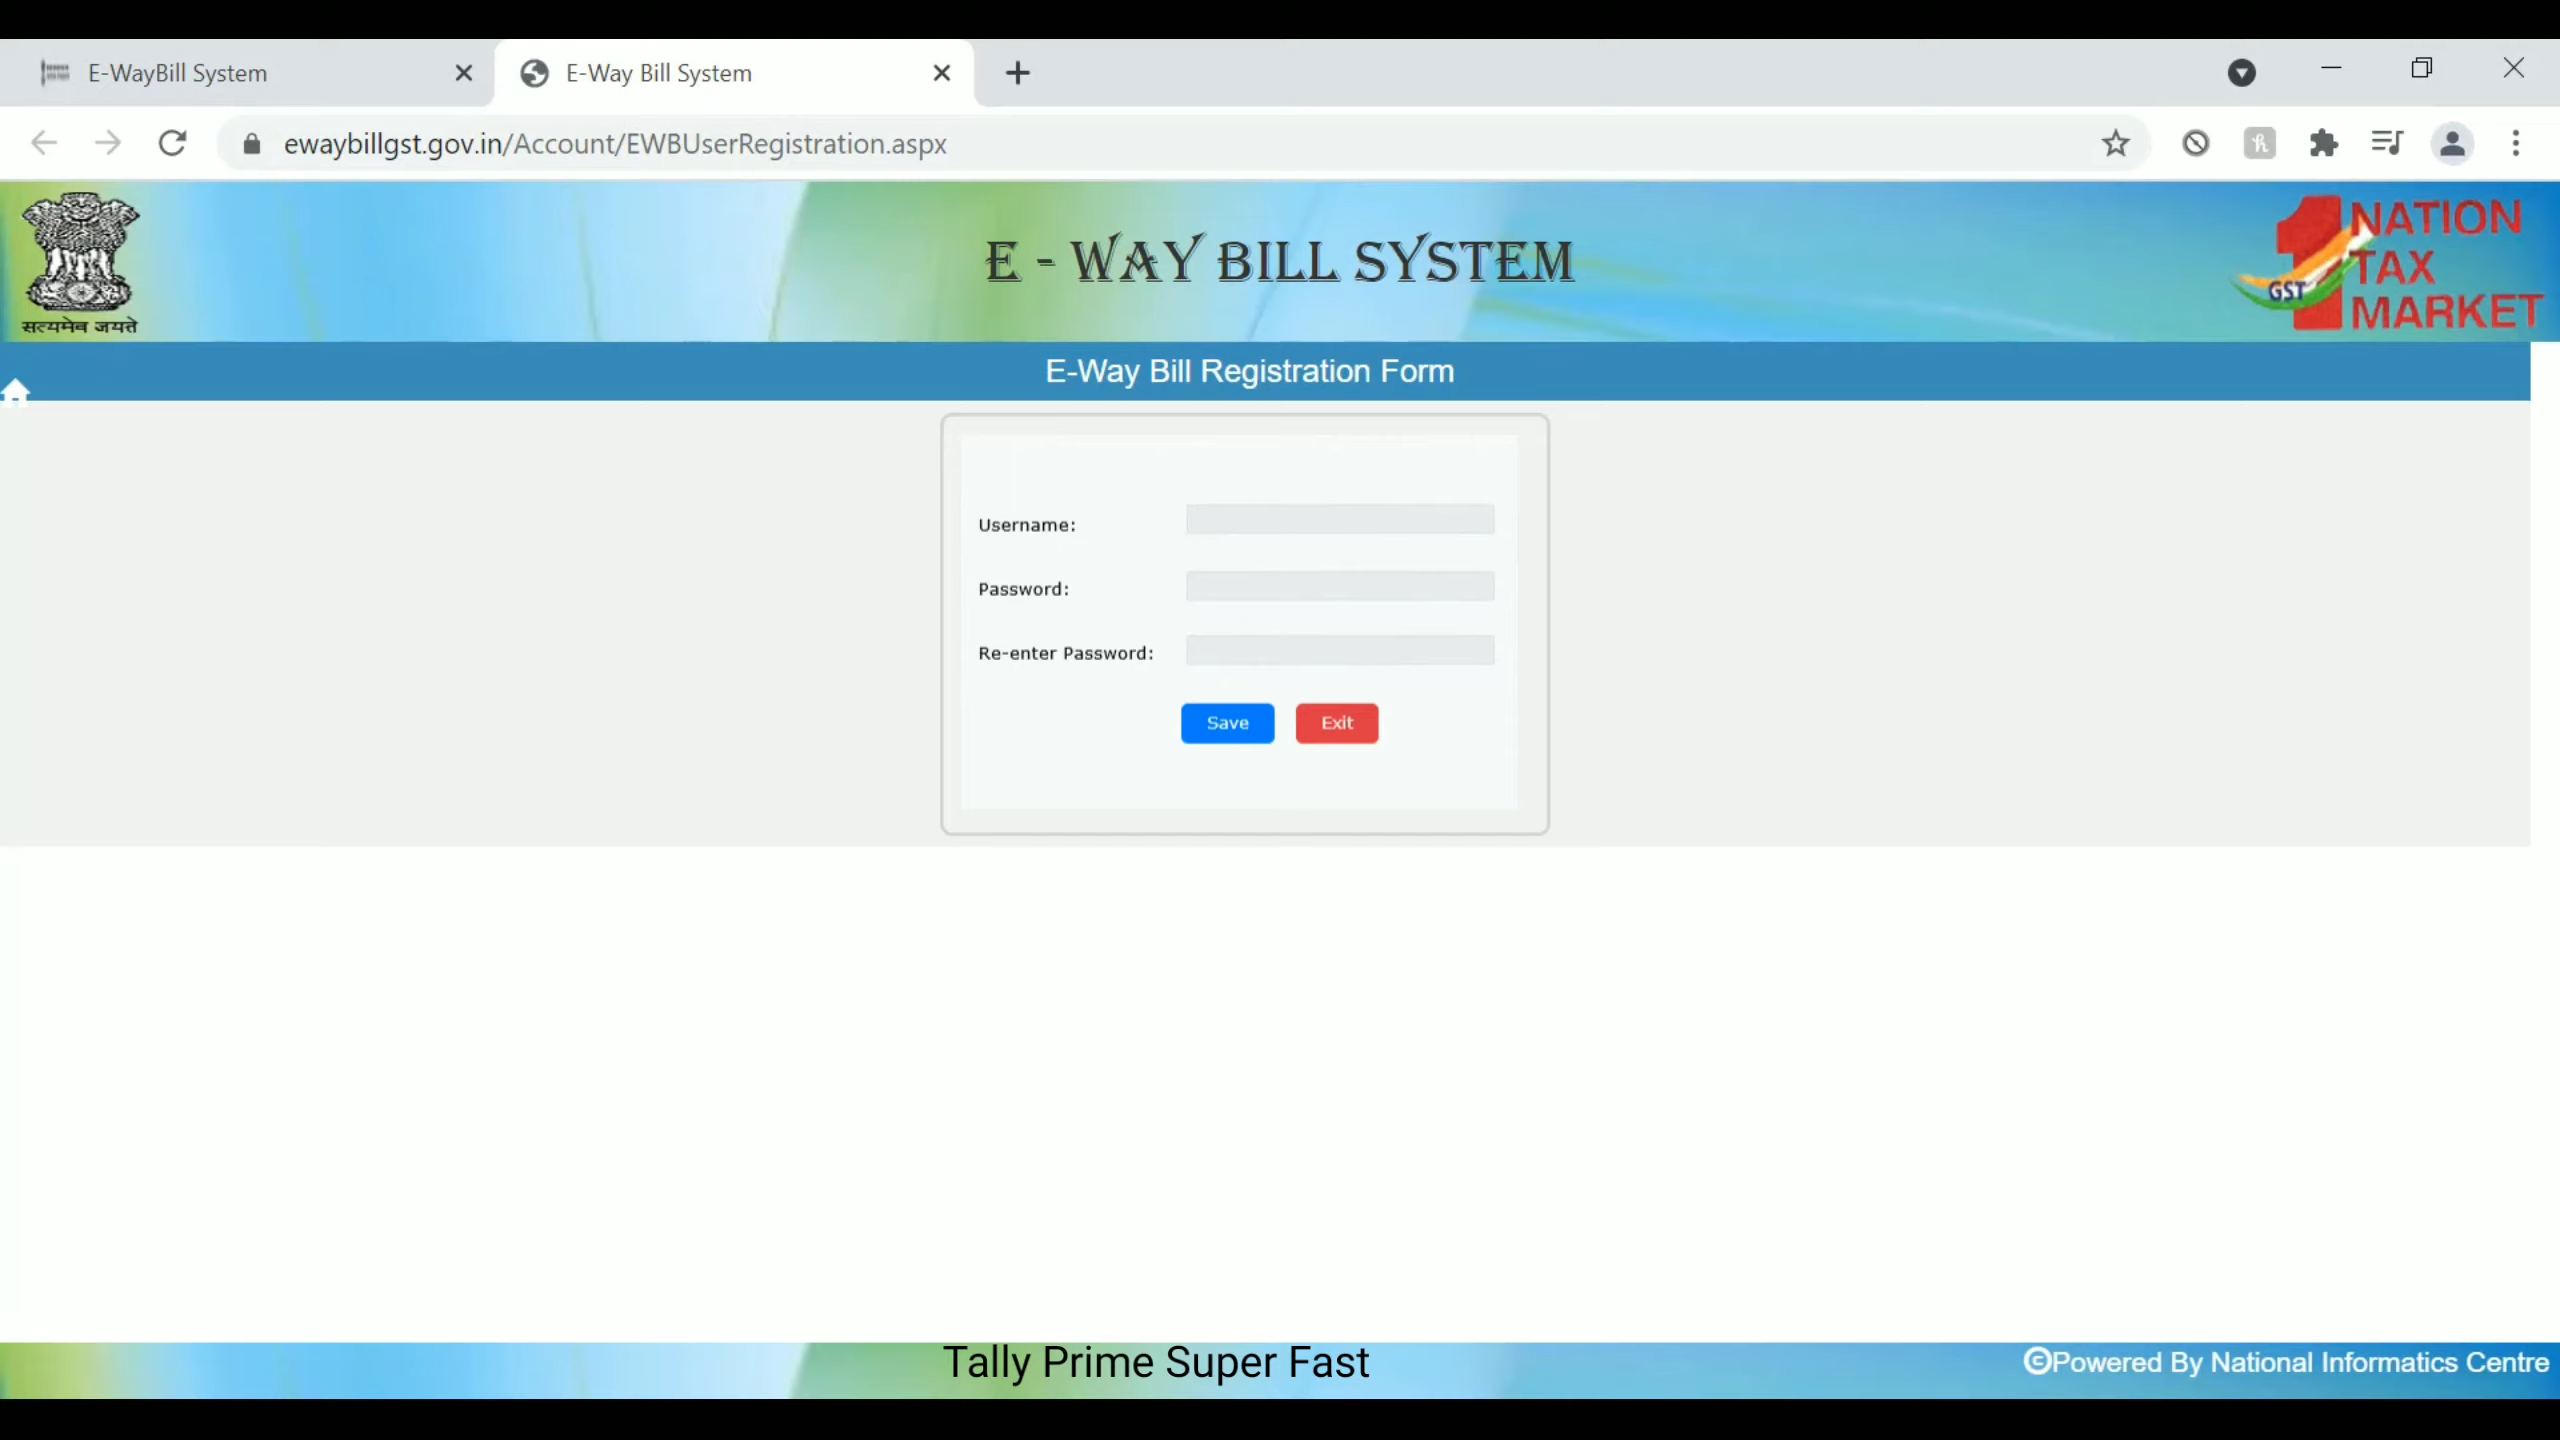 E-WayBill System
E-Way Bill System
ewaybillgst.gov.in/Account/EWBUserRegistration.aspx
सत्यमेव जयते
E - WAY BILL SYSTEM
NATION
TAX
MARKET
1
GST
E-Way Bill Registration Form
Username:
Password:
Re-enter Password:
Save
Exit
Tally Prime Super Fast
©Powered By National Informatics Centre